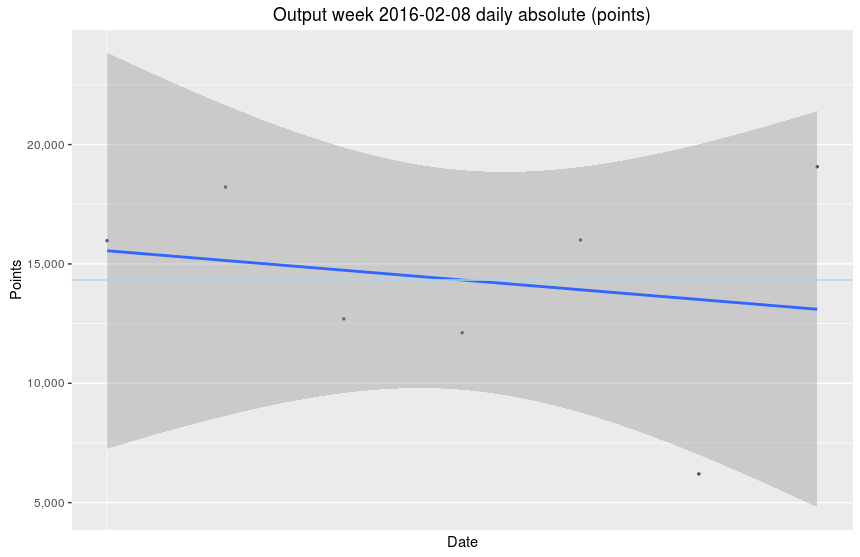 Output week 2016-02-08 daily absolute (points)
Points
20,000
15,000
10,000
5,000
Date